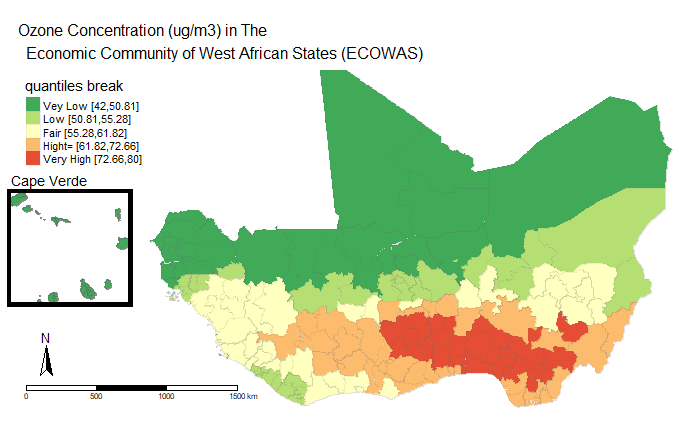 Ozone Concentration (ug/m3) in The
Economic Community of West African States (ECOWAS)
quantiles break
Vey Low [42,50.81]
Low [50.81,55.28]
Fair [55.28,61.82]
Hight= [61.82,72.66]
Very High [72.66,80]
Cape Verde
N
0 500 1000 1500 km